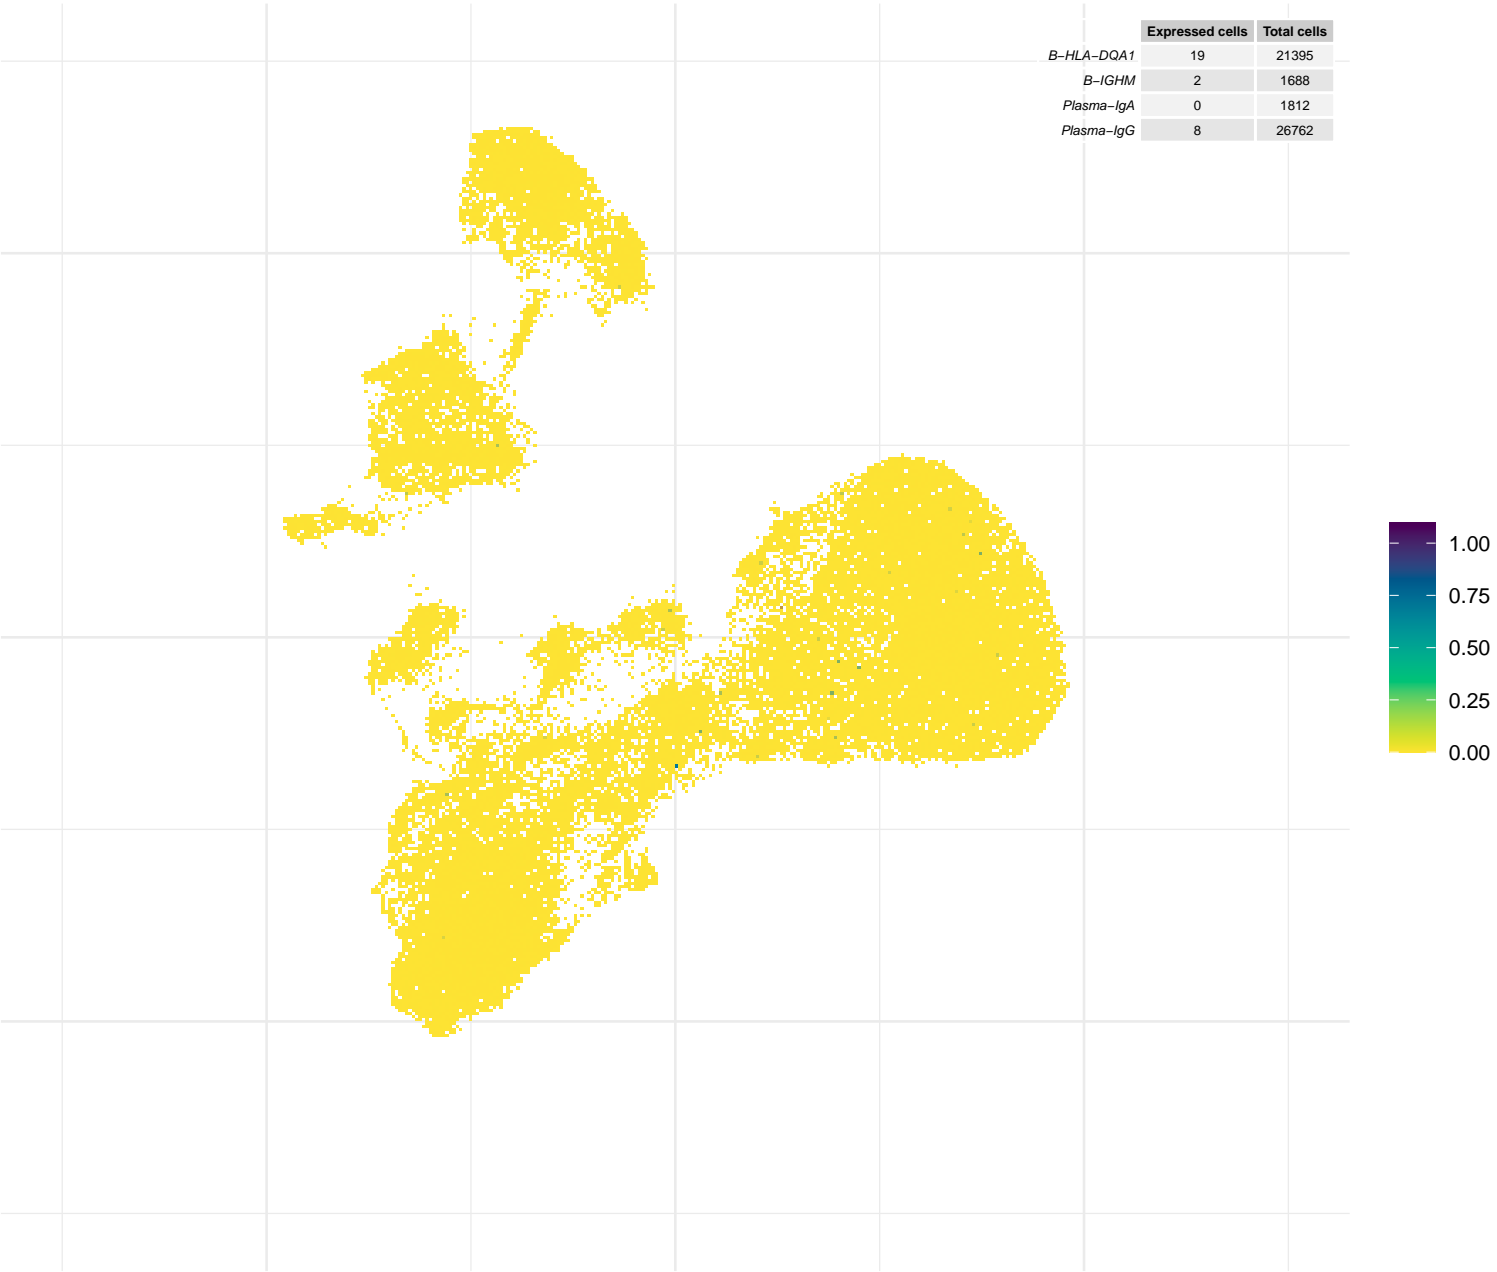 Expressed cells Total cells
B−HLA−DQA1 19 21395
B−IGHM 2 1688
Plasma−IgA 0 1812
Plasma−IgG 8 26762
1.00
0.75
0.50
0.25
0.00